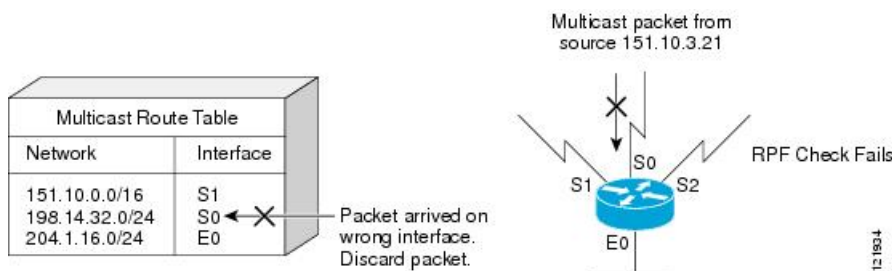 Multicast packet from
source 151.10.3.21
Multicast Route Table
Network Interface
151.10.0.0/16 S1
198.14.32.0/24 S0
204.1.16.0/24 E0
Packet arrived on
wrong interface.
Discard packet.
S1
S0
S2
E0
RPF Check Fails
121934